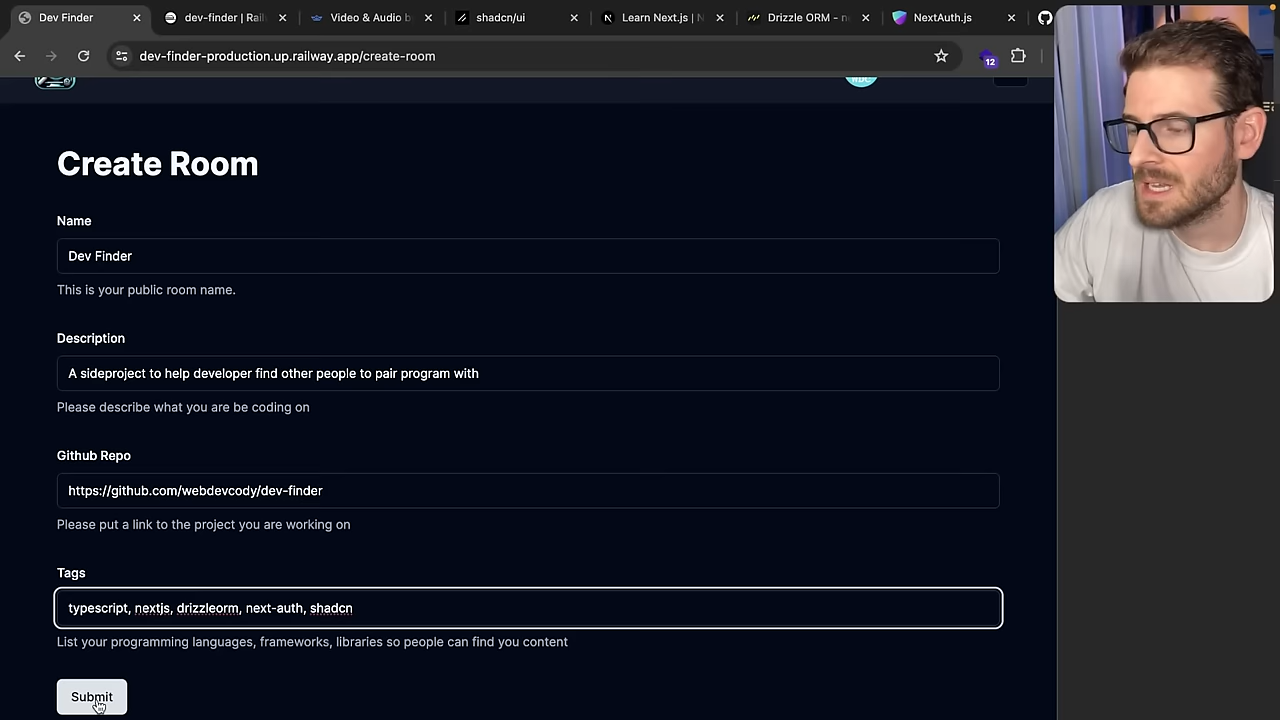 Dev Finder
dev-finder | Rail
Video & Audio b
shadcn/ui
Learn Next.js | N
Drizzle ORM - ne
NextAuth.js
dev-finder-production.up.railway.app/create-room
12
Create Room
Name
Dev Finder
This is your public room name.
Description
A sideproject to help developer find other people to pair program with
Please describe what you are be coding on
Github Repo
https://github.com/webdevcody/dev-finder
Please put a link to the project you are working on
Tags
typescript, nextjs, drizzleorm, next-auth, shadcn
List your programming languages, frameworks, libraries so people can find you content
Submit